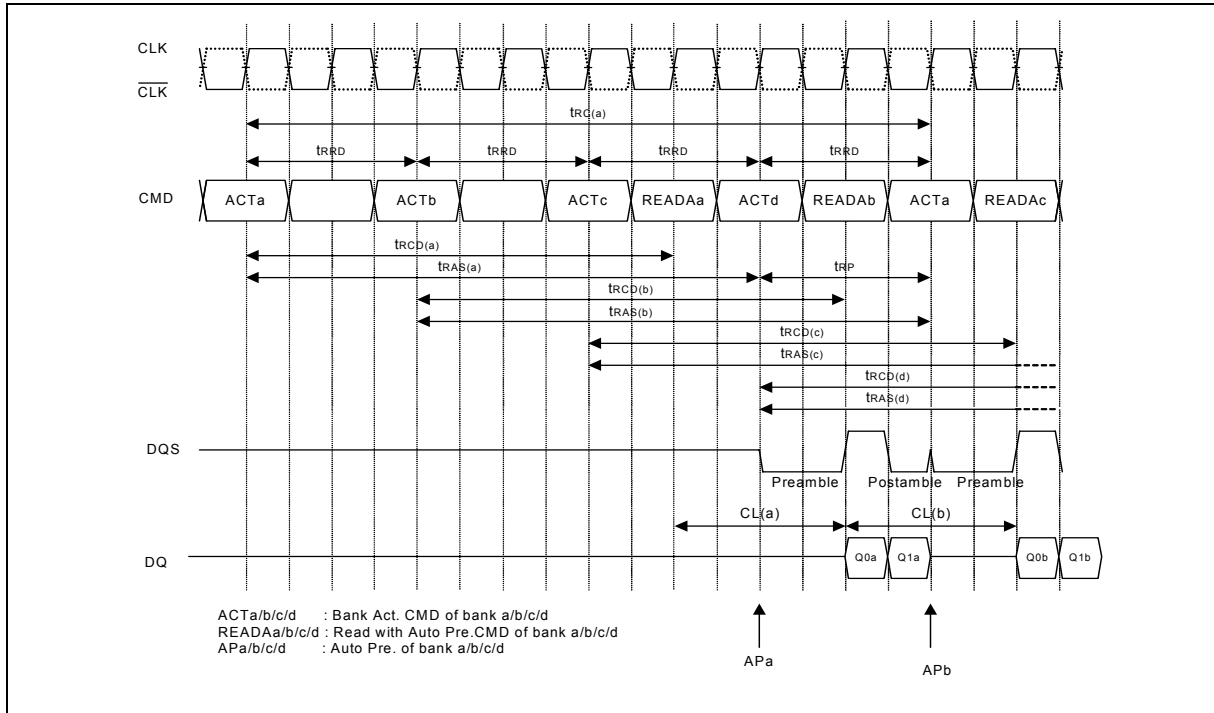 CLK
CLK
tRC(a)
tRRD tRRD tRRD tRRD
CMD ACTa ACTb ACTc READAa ACTd READAb ACTa READAc
tRCD(a)
tRAS(a) tRP
tRCD(b)
tRAS(b)
tRCD(c)
tRAS(c)
tRCD(d)
tRAS(d)
DQS
Preamble Postamble Preamble
CL(a) CL(b)
DQ Q0a Q1a Q0b Q1b
ACTa/b/c/d : Bank Act. CMD of bank a/b/c/d
READAa/b/c/d : Read with Auto Pre.CMD of bank a/b/c/d
APa/b/c/d : Auto Pre. of bank a/b/c/d
APa APb